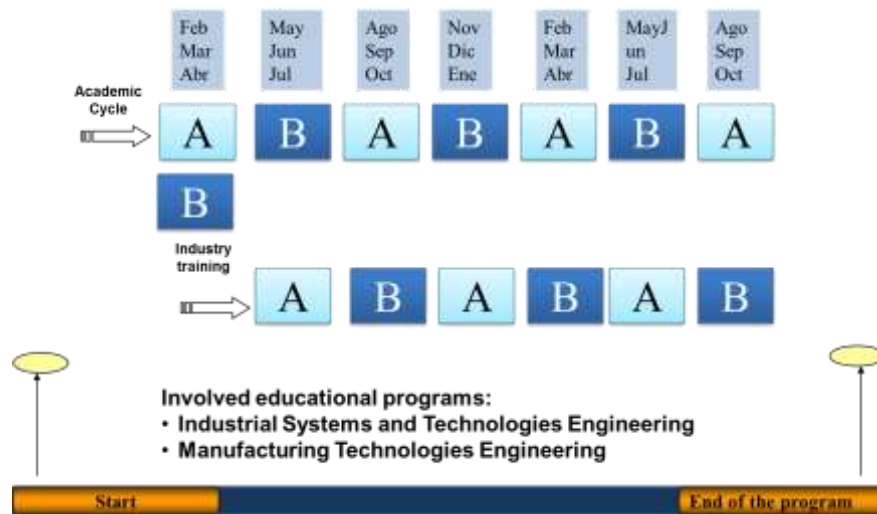 Feb May Ago Nov Feb MayJ Ago
Mar Jun Sep Dic Mar un Sep
Abr Jul Oct Ene Abr Jul Oct
Academic
Cycle
A B A B A B A
B
Industry
training
A B A B A B
Involved educational programs:
• Industrial Systems and Technologies Engineering
• Manufacturing Technologies Engineering
Start
End of the program